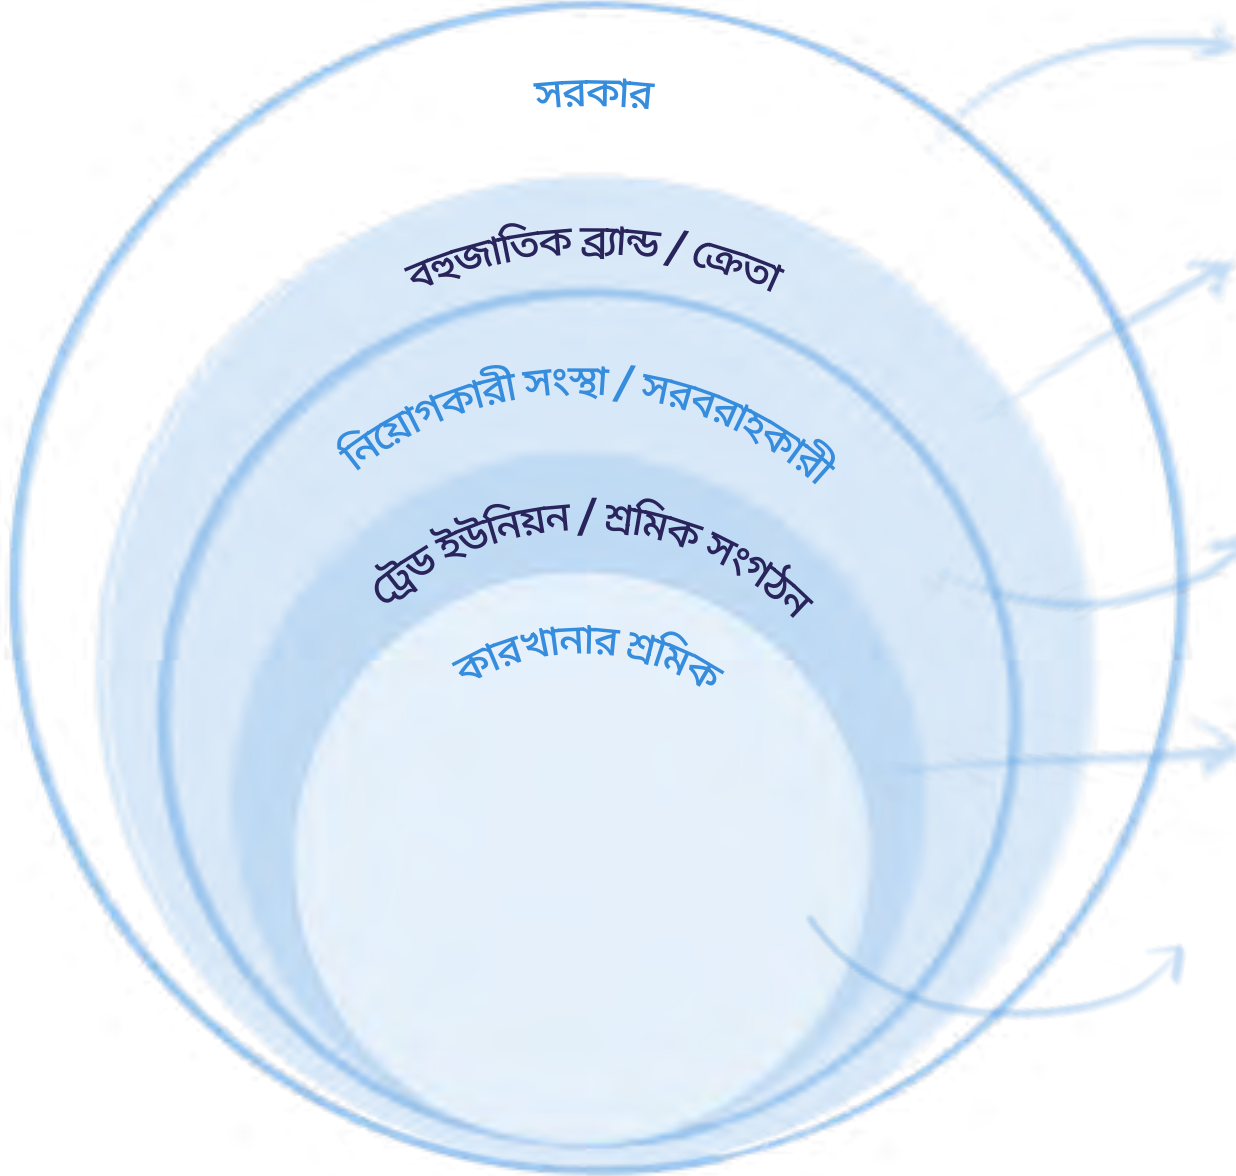 সরকার
বহুজাতিক ব্র্যান্ড / ক্রেতা
নিয়োগকারী সংস্থা / সরবরাহকারী
ট্রেড ইউনিয়ন / শ্রমিক সংগঠন
কারখানার শ্রমিক